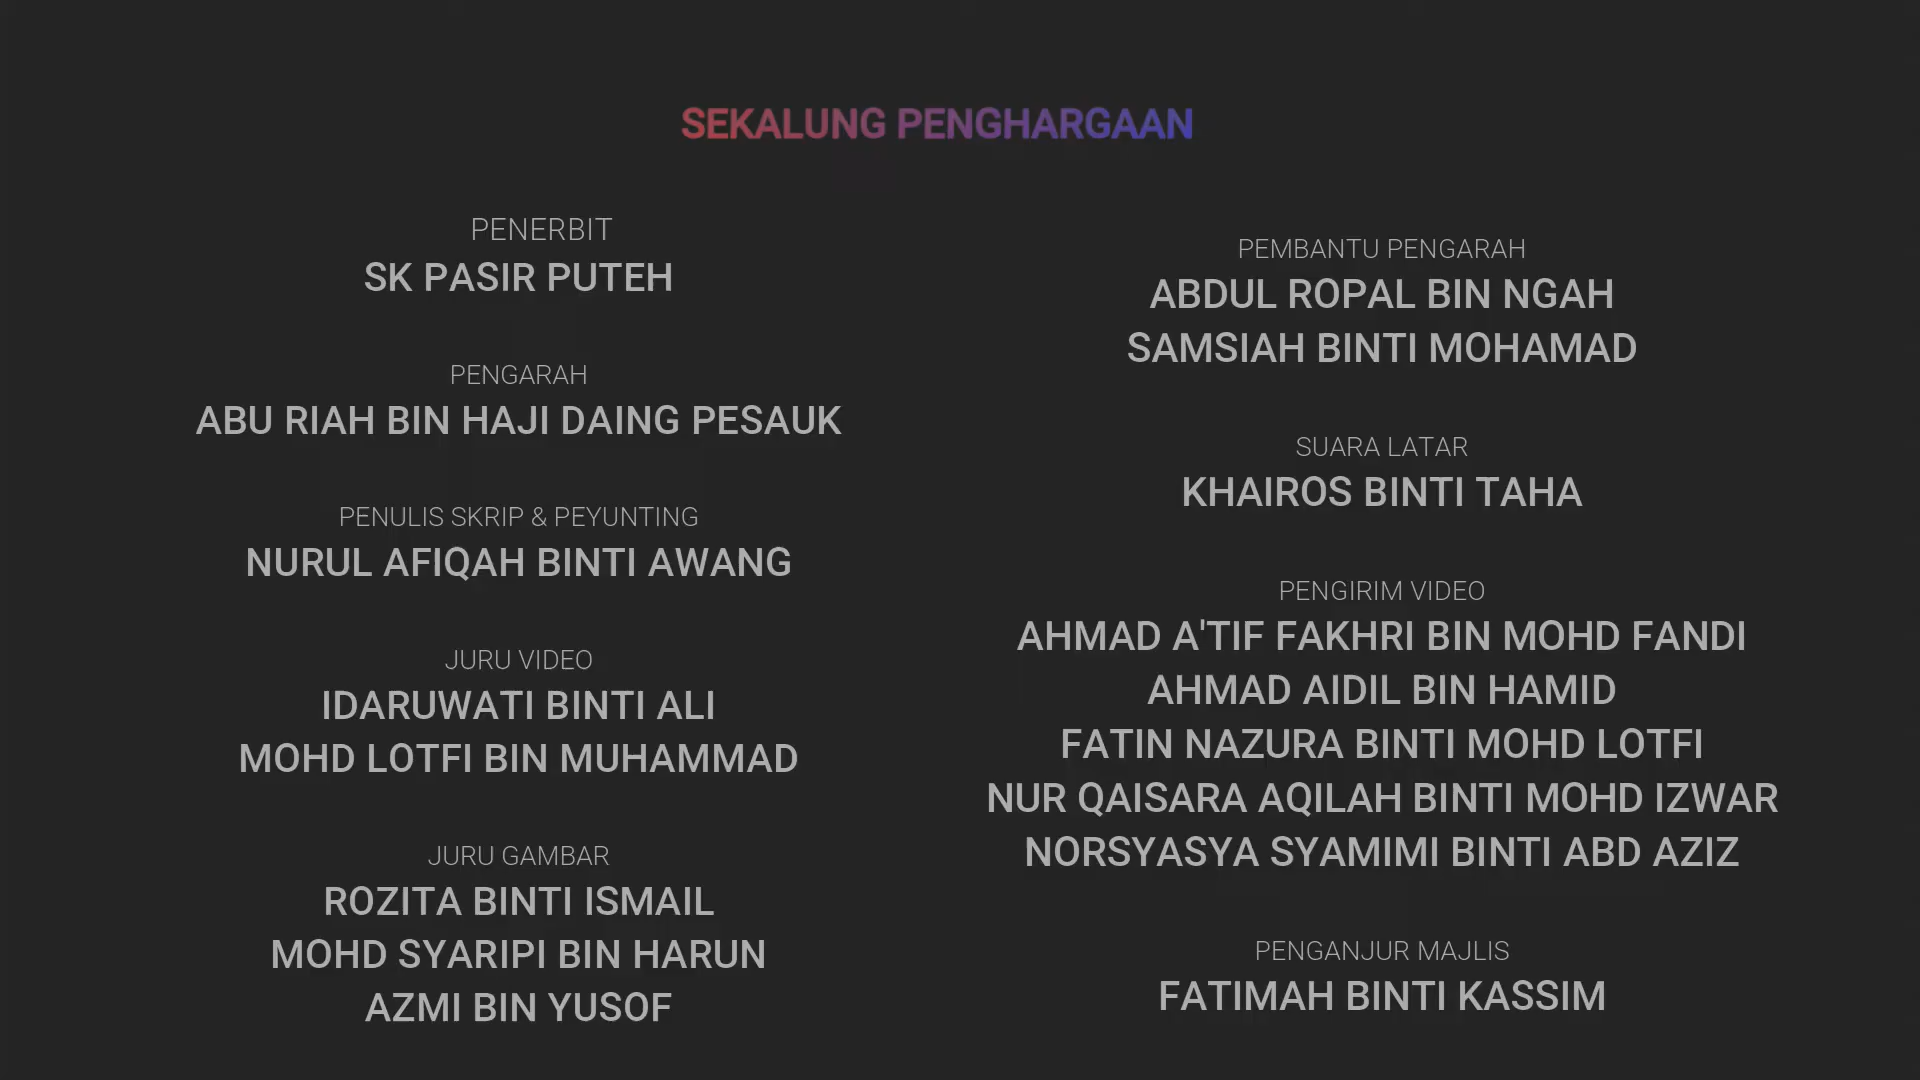 SEKALUNG PENGHARGAAN
PENERBIT
SK PASIR PUTEH
PENGARAH
ABU RIAH BIN HAJI DAING PESAUK
PENULIS SKRIP & PEYUNTING
NURUL AFIQAH BINTI AWANG
JURU VIDEO
IDARUWATI BINTI ALI
MOHD LOTFI BIN MUHAMMAD
JURU GAMBAR
ROZITA BINTI ISMAIL
MOHD SYARIPI BIN HARUN
AZMI BIN YUSOF
PEMBANTU PENGARAH
ABDUL ROPAL BIN NGAH
SAMSIAH BINTI MOHAMAD
SUARA LATAR
KHAIROS BINTI TAHA
PENGIRIM VIDEO
AHMAD A'TIF FAKHRI BIN MOHD FANDI
AHMAD AIDIL BIN HAMID
FATIN NAZURA BINTI MOHD LOTFI
NUR QAISARA AQILAH BINTI MOHD IZWAR
NORSYASYA SYAMIMI BINTI ABD AZIZ
PENGANJUR MAJLIS
FATIMAH BINTI KASSIM